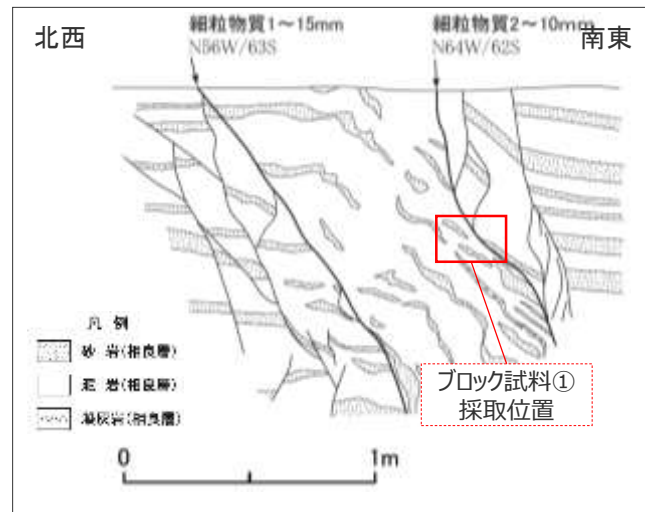 北西
細粒物質1～15mm
N56W/63S
細粒物質2～10mm
N64W/62S
南東
凡 例
砂 岩(相良層)
泥 岩(相良層)
凝灰岩(相良層)
ブロック試料①
採取位置
0
1m